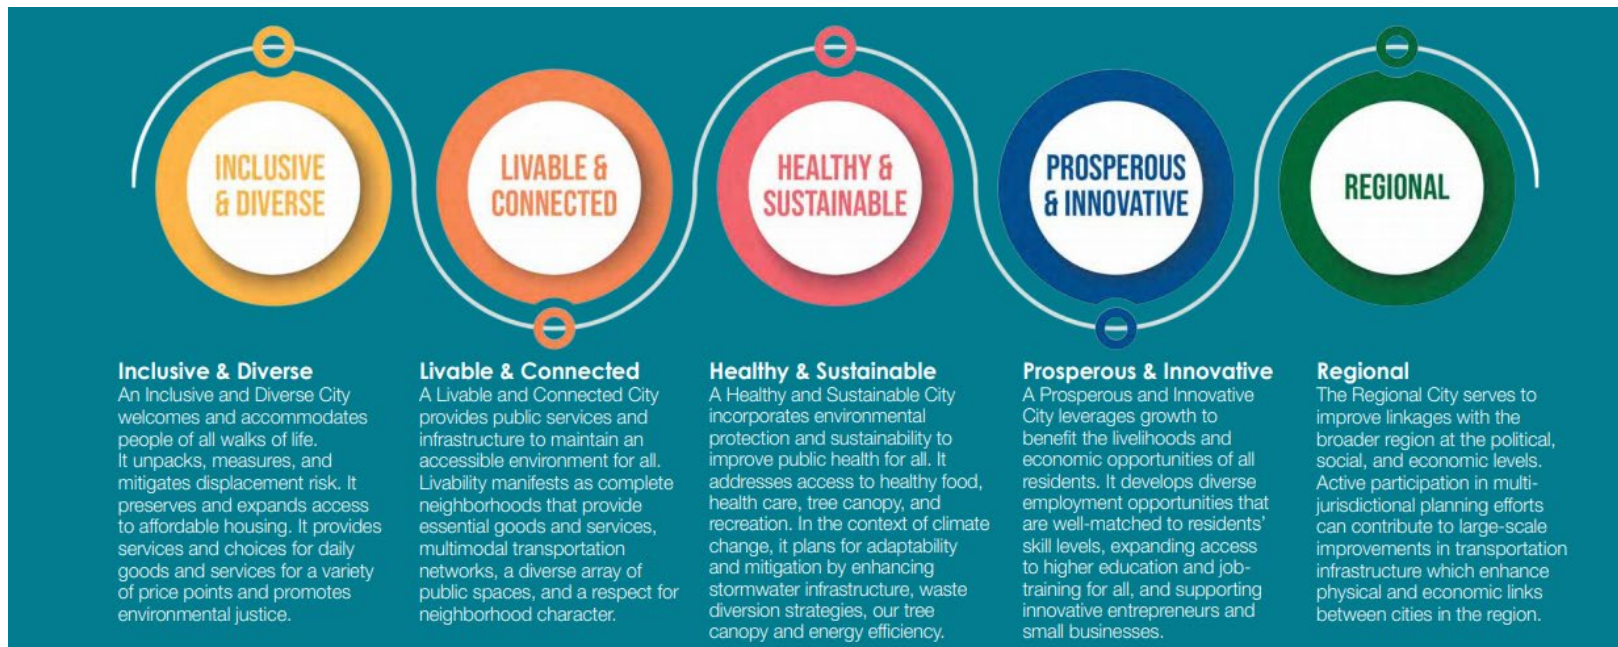 INCLUSIVE
& DIVERSE
LIVABLE &
CONNECTED
HEALTHY &
SUSTAINABLE
PROSPEROUS
& INNOVATIVE
REGIONAL
Inclusive & Diverse
An Inclusive and Diverse City
welcomes and accommodates
people of all walks of life.
It unpacks, measures, and
mitigates displacement risk. It
preserves and expands access
to affordable housing. It provides
services and choices for daily
goods and services for a variety
of price points and promotes
environmental justice.
Livable & Connected
A Livable and Connected City
provides public services and
infrastructure to maintain an
accessible environment for all.
Livability manifests as complete
neighborhoods that provide
essential goods and services,
multimodal transportation
networks, a diverse array of
public spaces, and a respect for
neighborhood character.
Healthy & Sustainable
A Healthy and Sustainable City
incorporates environmental
protection and sustainability to
improve public health for all. It
addresses access to healthy food,
health care, tree canopy, and
recreation. In the context of climate
change, it plans for adaptability
and mitigation by enhancing
stormwater infrastructure, waste
diversion strategies, our tree
canopy and energy efficiency.
Prosperous & Innovative
A Prosperous and Innovative
City leverages growth to
benefit the livelihoods and
economic opportunities of all
residents. It develops diverse
employment opportunities that
are well-matched to residents'
skill levels, expanding access
to higher education and job-
training for all, and supporting
innovative entrepreneurs and
small businesses.
Regional
The Regional City serves to
improve linkages with the
broader region at the political,
social, and economic levels.
Active participation in multi-
jurisdictional planning efforts
can contribute to large-scale
improvements in transportation
infrastructure which enhance
physical and economic links
between cities in the region.